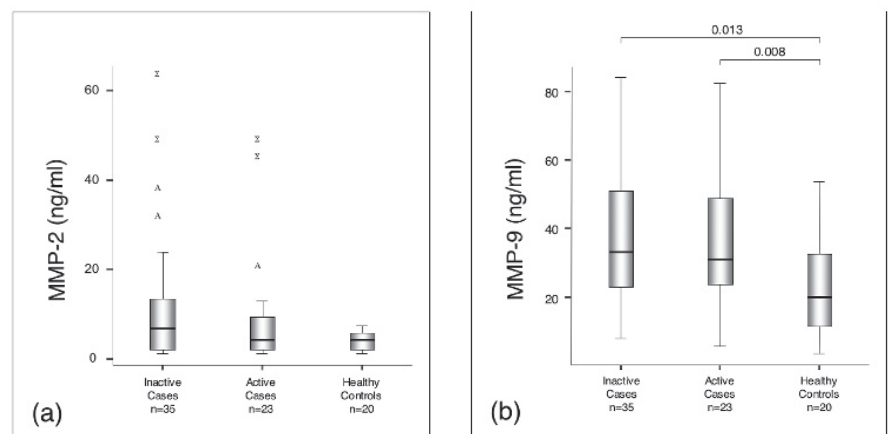 MMP-2 (ng/ml)
60
40
20
0
Inactive
Cases
n=35
Active
Cases
n=23
Healthy
Controls
n=20
(a)
0.013
0.008
MMP-9 (ng/ml)
80
60
40
20
Inactive
Cases
n=35
Active
Cases
n=23
Healthy
Controls
n=20
(b)